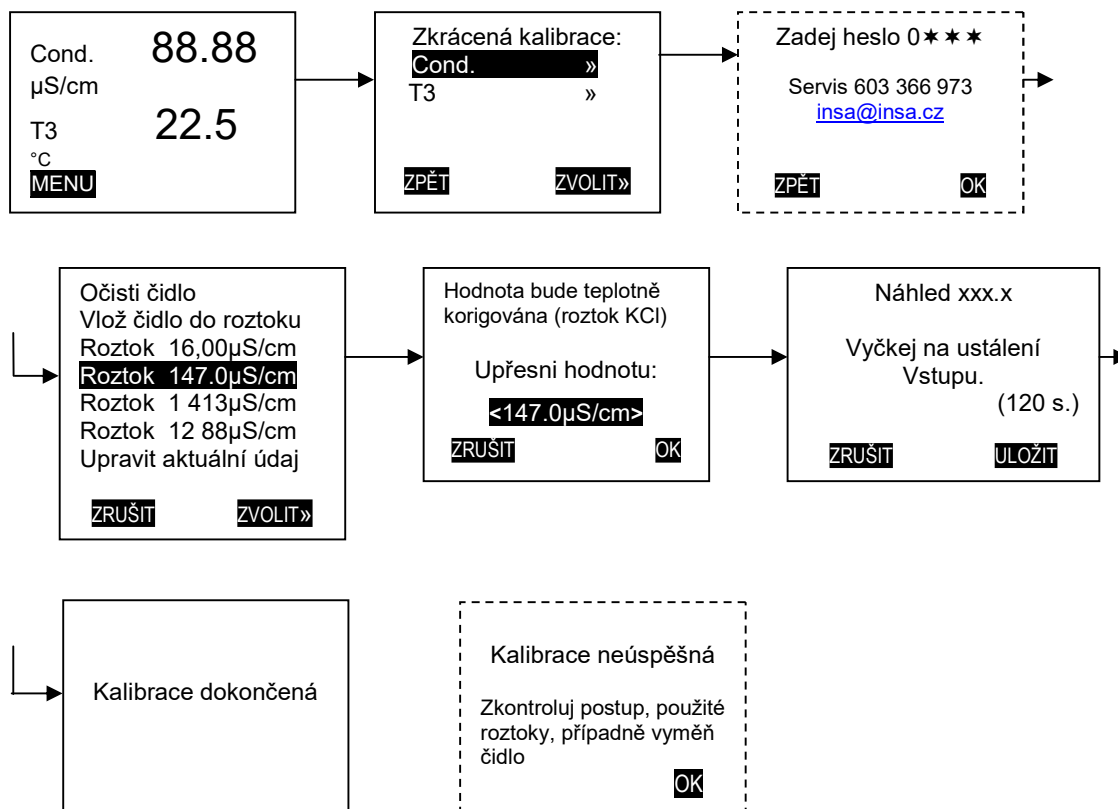 Cond. 88.88
µS/cm
T3 22.5
°C
MENU
Zkrácená kalibrace:
Cond. »
T3 »
ZPĚT ZVOLIT»
Zadej heslo 0✶✶✶
Servis 603 366 973
insa@insa.cz
ZPĚT OK
Očisti čidlo
Vlož čidlo do roztoku
Roztok 16,00µS/cm
Roztok 147.0µS/cm
Roztok 1 413µS/cm
Roztok 12 88µS/cm
Upravit aktuální údaj
ZRUŠIT ZVOLIT»
Hodnota bude teplotně
korigována (roztok KCl)
Upřesni hodnotu:
<147.0µS/cm>
ZRUŠIT OK
Náhled xxx.x
Vyčkej na ustálení
Vstupu.
(120 s.)
ZRUŠIT ULOŽIT
Kalibrace dokončená
Kalibrace neúspěšná
Zkontroluj postup, použité
roztoky, případně vyměň
čidlo
OK